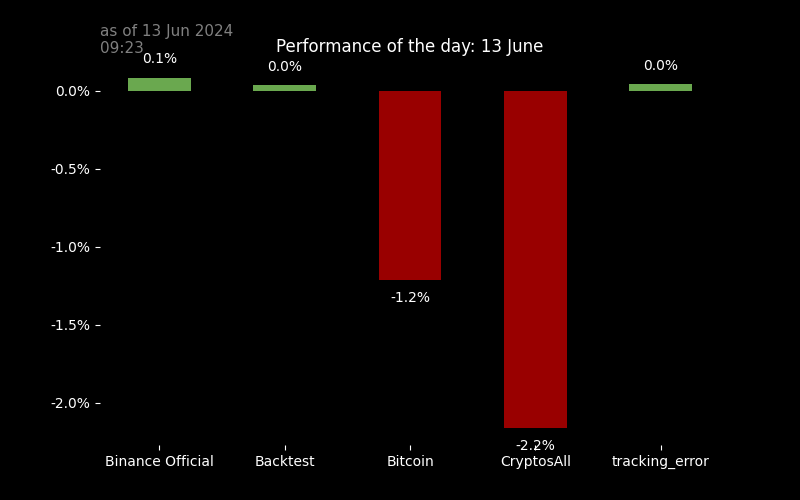 as of 13 Jun 2024
09:23
Performance of the day: 13 June
0.1%
0.0%
0.0%
0.0%
-0.5%
-1.0%
-1.2%
-1.5%
-2.0%
-2.2%
Binance Official
Backtest
Bitcoin
CryptosAll
tracking_error